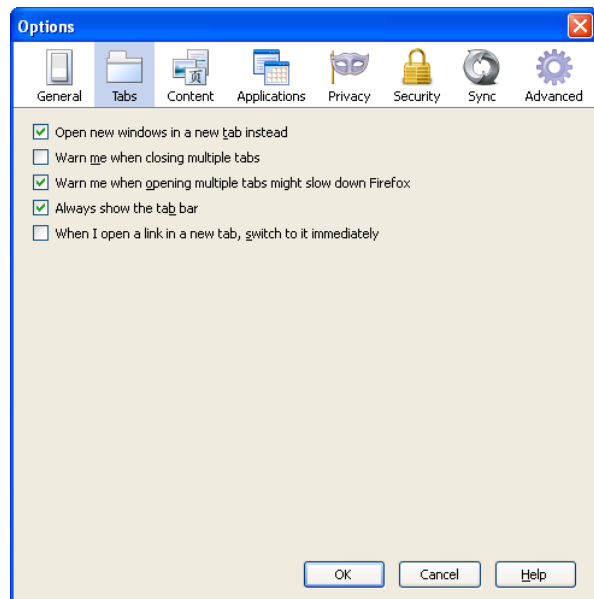 Options
General Tabs Content Applications Privacy Security Sync Advanced
Open new windows in a new tab instead
Warn me when closing multiple tabs
Warn me when opening multiple tabs might slow down Firefox
Always show the tab bar
When I open a link in a new tab, switch to it immediately
OK Cancel Help